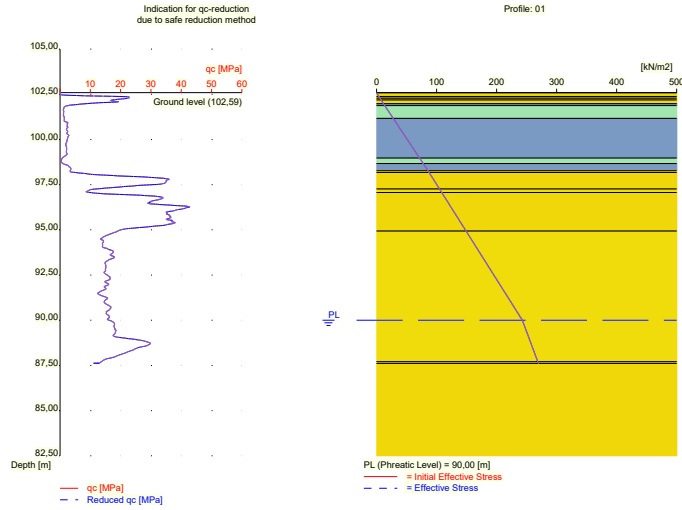 Indication for qc-reduction
due to safe reduction method
Profile: 01
105,00
qc [MPa]
[kN/m2]
10 20 30 40 50 60
0 100 200 300 400 500
102,50
Ground level (102,59)
100,00
97,50
95,00
92,50
90,00
PL
87,50
85,00
82,50
Depth [m]
PL (Phreatic Level) = 90,00 [m]
= Initial Effective Stress
= Effective Stress
qc [MPa]
Reduced qc [MPa]